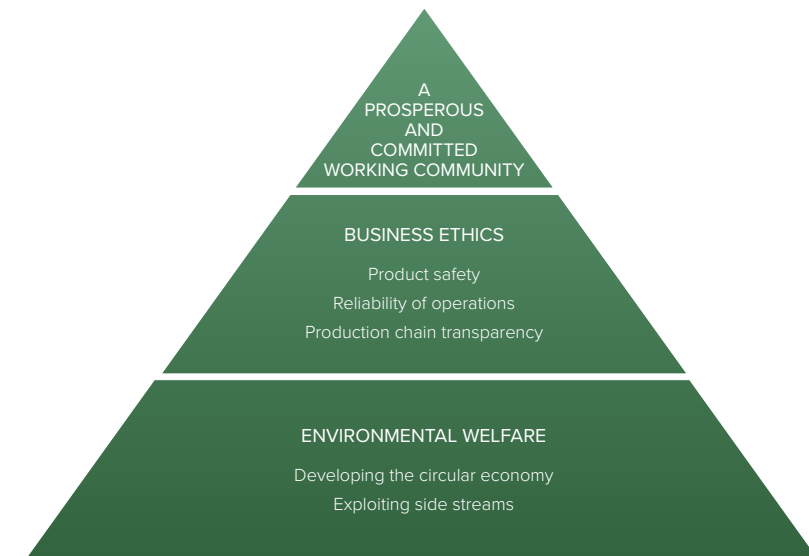 A
PROSPEROUS
AND
COMMITTED
WORKING COMMUNITY
BUSINESS ETHICS
Product safety
Reliability of operations
Production chain transparency
ENVIRONMENTAL WELFARE
Developing the circular economy
Exploiting side streams